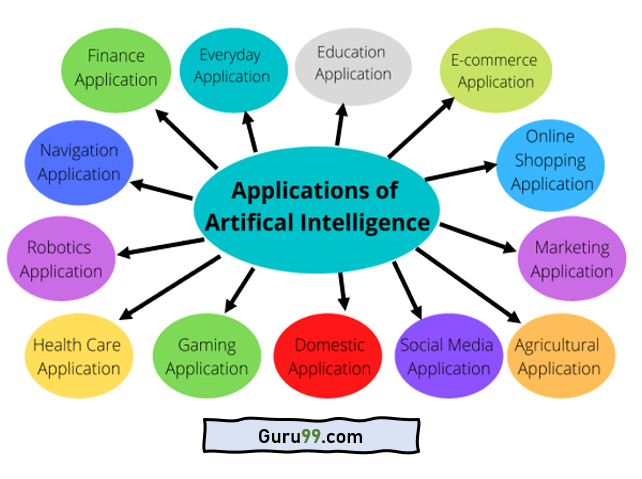 Finance
Application
Everyday
Application
Education
Application
E-commerce
Application
Navigation
Application
Online
Shopping
Application
Applications of
Artifical Intelligence
Robotics
Application
Marketing
Application
Health Care
Application
Gaming
Application
Domestic
Application
Social Media
Application
Agricultural
Application
Guru99.com